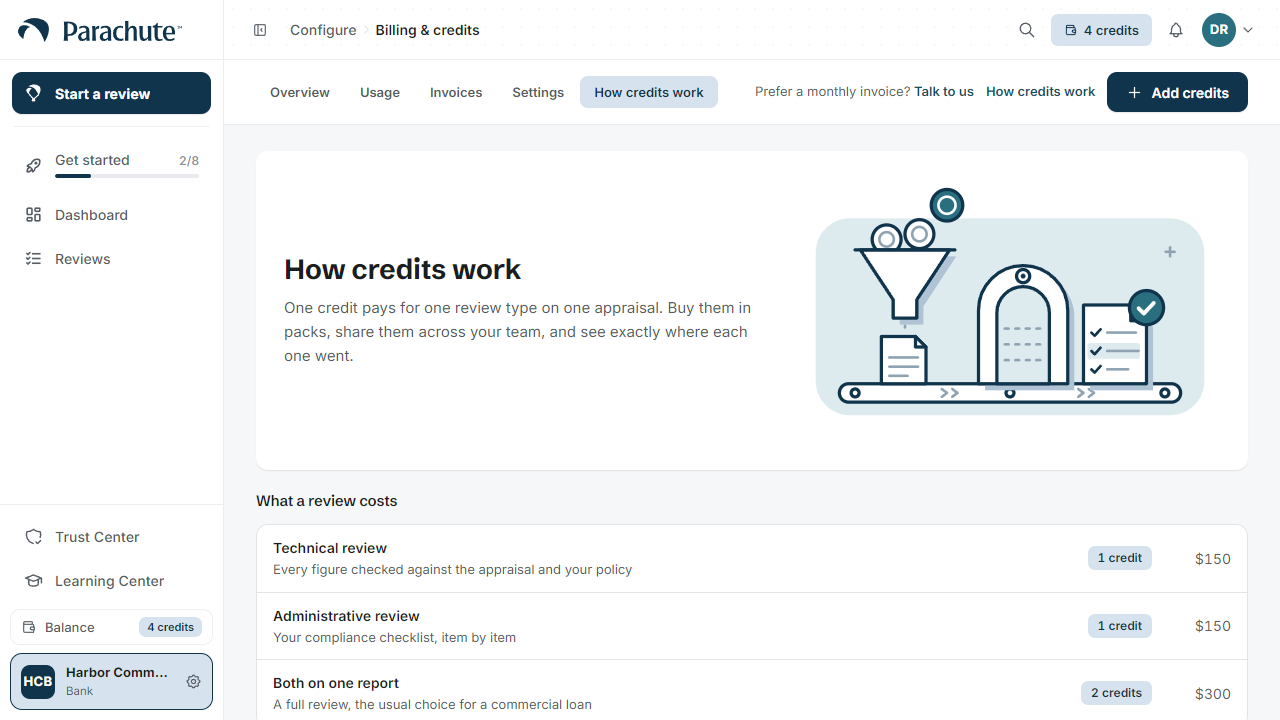 Parachute™
Configure
Billing & credits
4 credits
DR
Start a review
Overview
Usage
Invoices
Settings
How credits work
Prefer a monthly invoice? Talk to us
How credits work
Add credits
Get started
2/8
Dashboard
Reviews
How credits work
One credit pays for one review type on one appraisal. Buy them in
packs, share them across your team, and see exactly where each
one went.
What a review costs
Technical review
Every figure checked against the appraisal and your policy
1 credit
$150
Administrative review
Your compliance checklist, item by item
1 credit
$150
Both on one report
A full review, the usual choice for a commercial loan
2 credits
$300
Trust Center
Learning Center
Balance
4 credits
HCB
Harbor Comm...
Bank